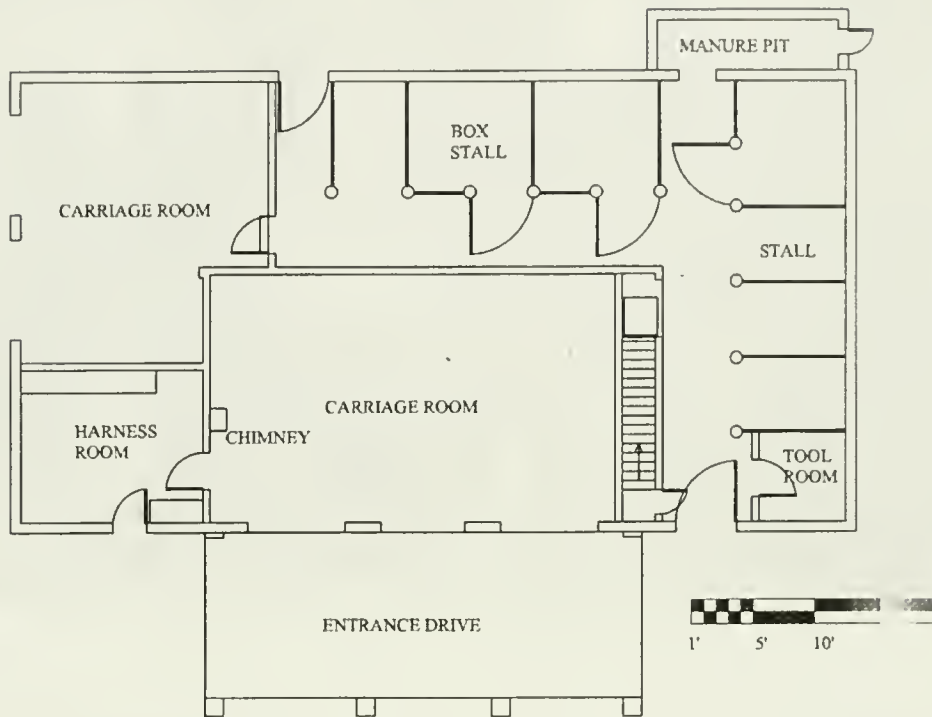 MANURE PIT
BOX
STALL
CARRIAGE ROOM
STALL
CARRIAGE ROOM
HARNESS
ROOM
CHIMNEY
TOOL
ROOM
ENTRANCE DRIVE
1' 5' 10'